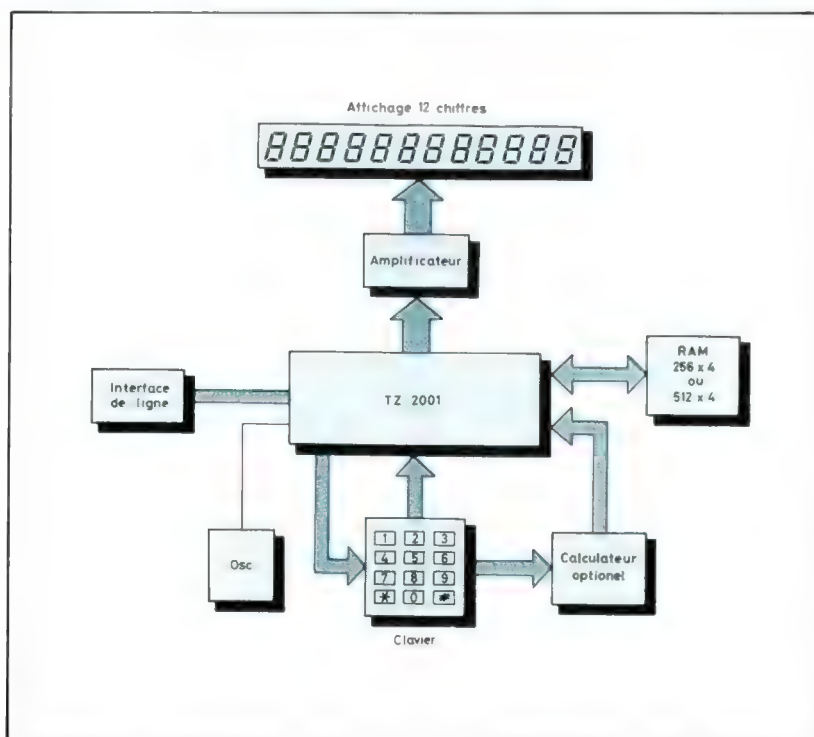 Affichage 12 chiffres
888888888888
Amplificateur
Interface
de ligne
TZ 2001
RAM
256 x 4
ou
512 x 4
Osc
1 2 3
4 5 6
7 8 9
* 0 #
Clavier
Calculateur
optionel